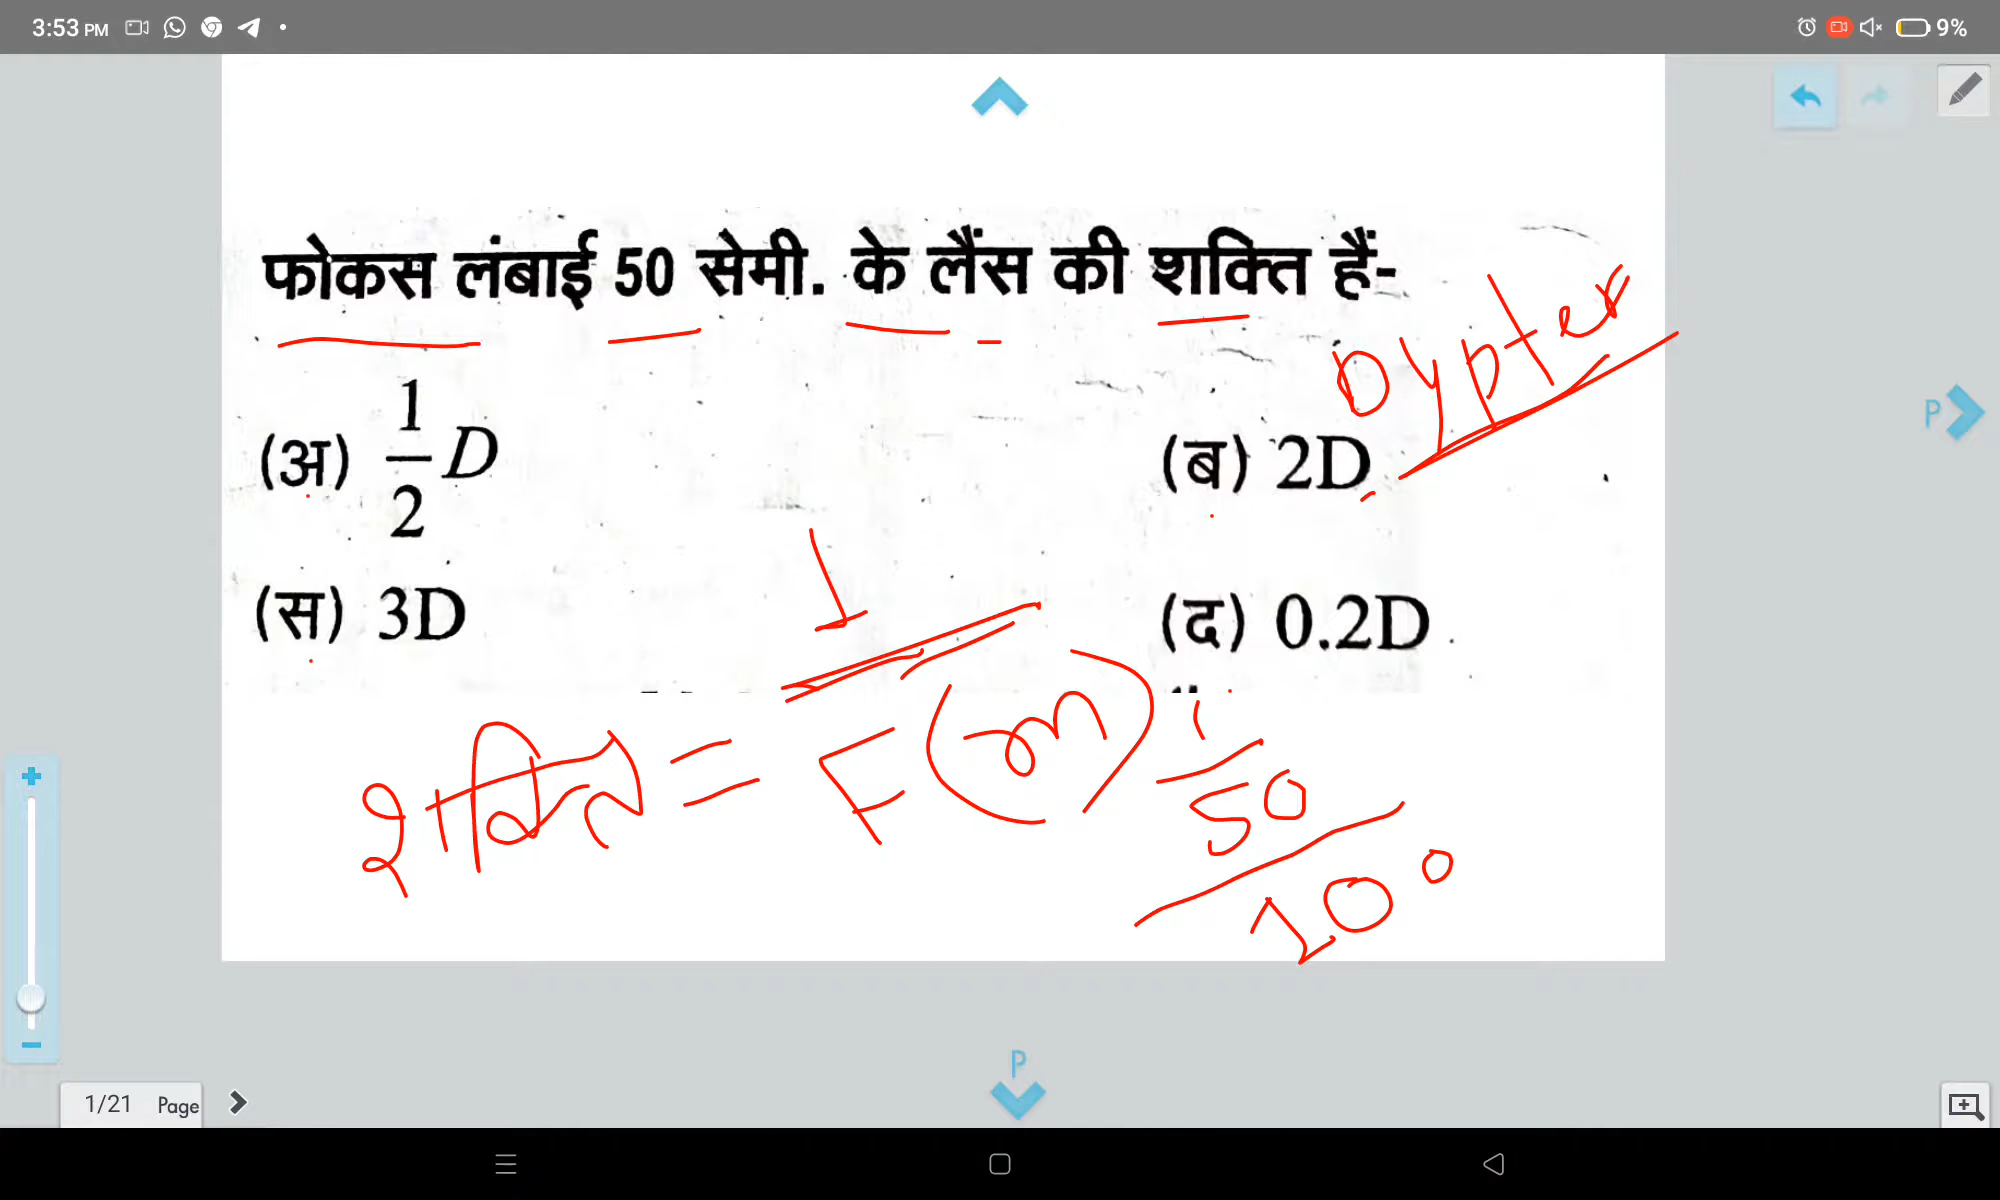 3:53 PM 9%
फोकस लंबाई 50 सेमी. के लैंस की शक्ति हैं-
Dypter
(अ) 1/2 D (ब) 2D
(स) 3D (द) 0.2D
शक्ति = 1/F(m) 1/50/100
P
P
1/21 Page